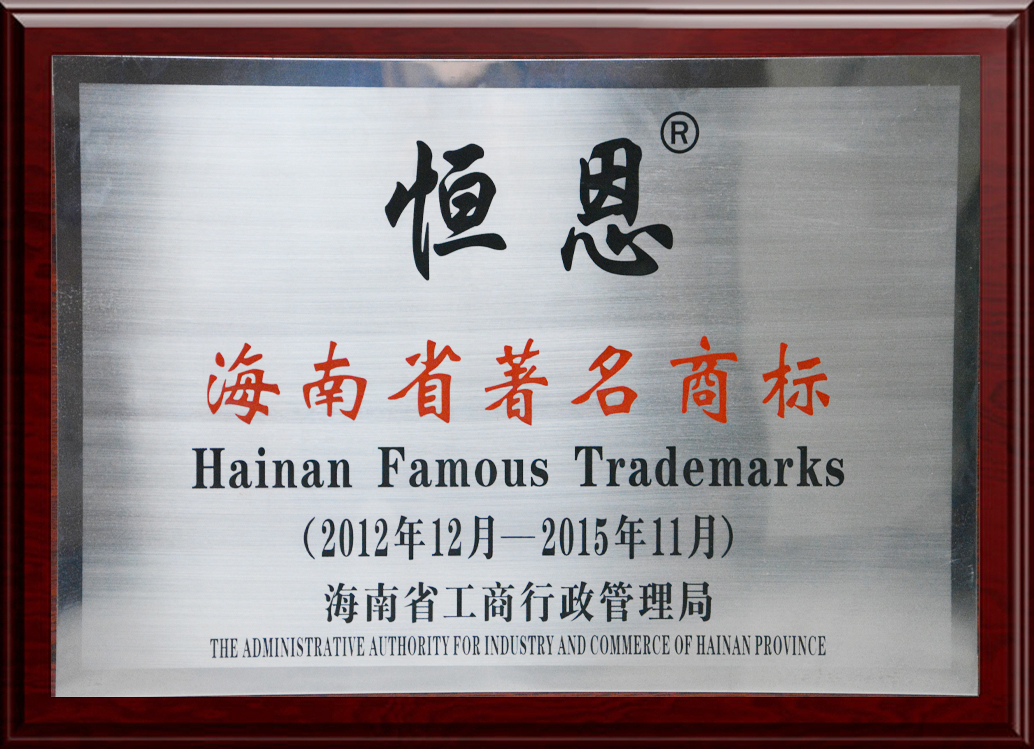 恒恩®
海南省著名商标
Hainan Famous Trademarks
(2012年12月—2015年11月)
海南省工商行政管理局
THE ADMINISTRATIVE AUTHORITY FOR INDUSTRY AND COMMERCE OF HAINAN PROVINCE